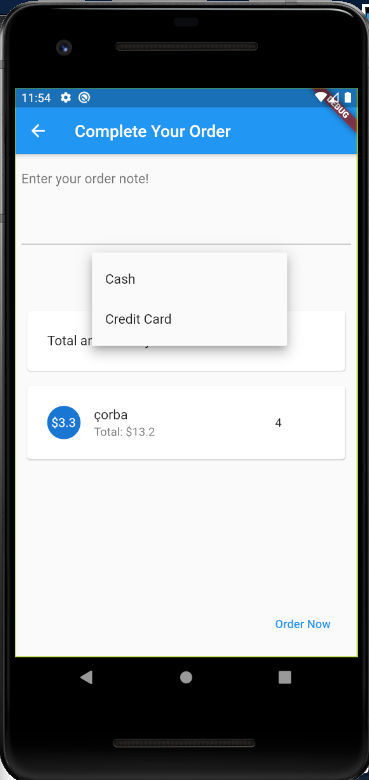 11:54
DEBUG
Complete Your Order
Enter your order note!
Cash
Credit Card
Total
$3.3
çorba
Total: $13.2
4
Order Now